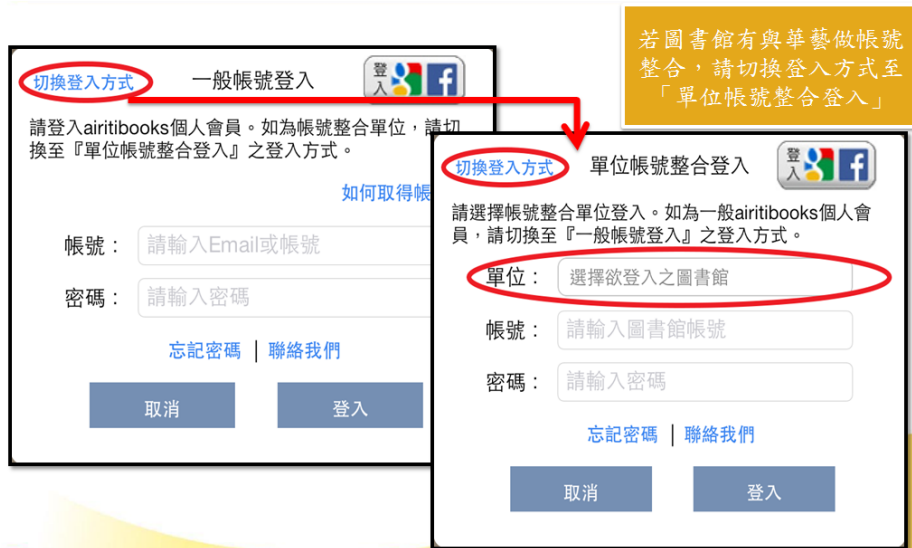 若圖書館有與華藝做帳號
整合，請切換登入方式至
「單位帳號整合登入」
切換登入方式
一般帳號登入
登入
請登入airitibooks個人會員。如為帳號整合單位，請切
換至『單位帳號整合登入』之登入方式。
如何取得帳
帳號：
請輸入Email或帳號
密碼：
請輸入密碼
忘記密碼 | 聯絡我們
取消
登入
切換登入方式
單位帳號整合登入
登入
請選擇帳號整合單位登入。如為一般airitibooks個人會
員，請切換至『一般帳號登入』之登入方式。
單位：
選擇欲登入之圖書館
帳號：
請輸入圖書館帳號
密碼：
請輸入密碼
忘記密碼 | 聯絡我們
取消
登入